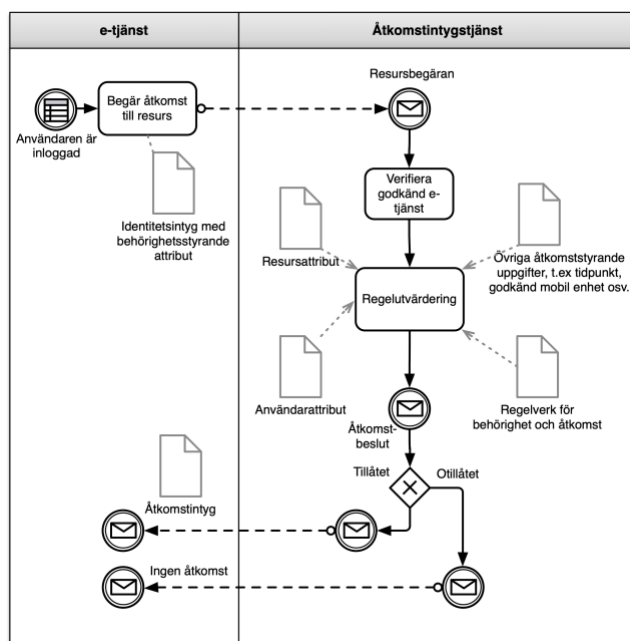 e-tjänst
Åtkomstintygstjänst
Resursbegäran
Begär åtkomst
till resurs
Användaren är
inloggad
Verifiera
godkänd e-
tjänst
Identitetsintyg med
behörighetsstyrande
attribut
Resursattribut
Övriga åtkomststyrande
uppgifter, t.ex tidpunkt,
godkänd mobil enhet osv.
Regelutvärdering
Användarattribut
Regelverk för
behörighet och åtkomst
Åtkomst-
beslut
Tillåtet
Otillåtet
Åtkomstintyg
Ingen åtkomst